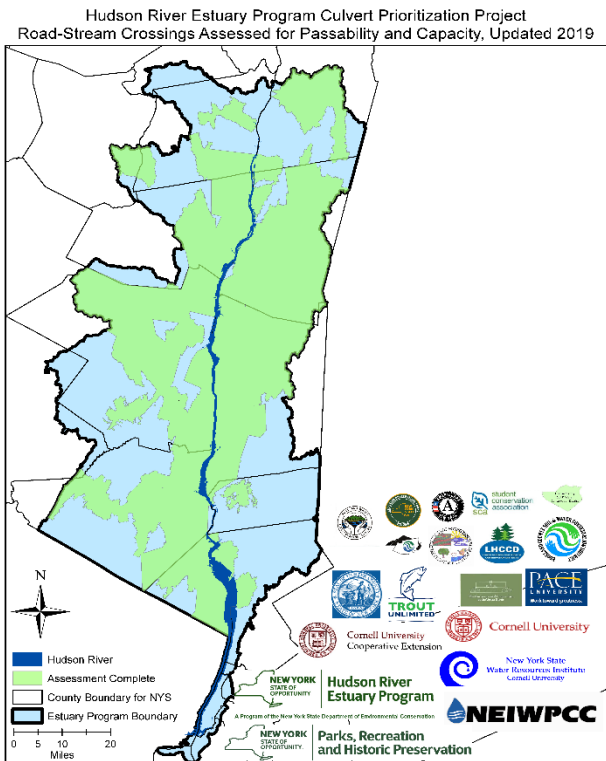 Hudson River Estuary Program Culvert Prioritization Project
Road-Stream Crossings Assessed for Passability and Capacity, Updated 2019
student
conservation
association
sca
A
LHCCD
TROUT
UNLIMITED
PACE
UNIVERSITY
Work toward greatness.
Cornell University
Cooperative Extension
Cornell University
New York State
Water Resources Institute
Cornell University
N
Hudson River
Assessment Complete
County Boundary for NYS
Estuary Program Boundary
0 5 10 20
Miles
NEW YORK
STATE OF
OPPORTUNITY
Hudson River
Estuary Program
A Program of the New York State Department of Environmental Conservation
NEIWPCC
NEW YORK
STATE OF
OPPORTUNITY.
Parks, Recreation
and Historic Preservation